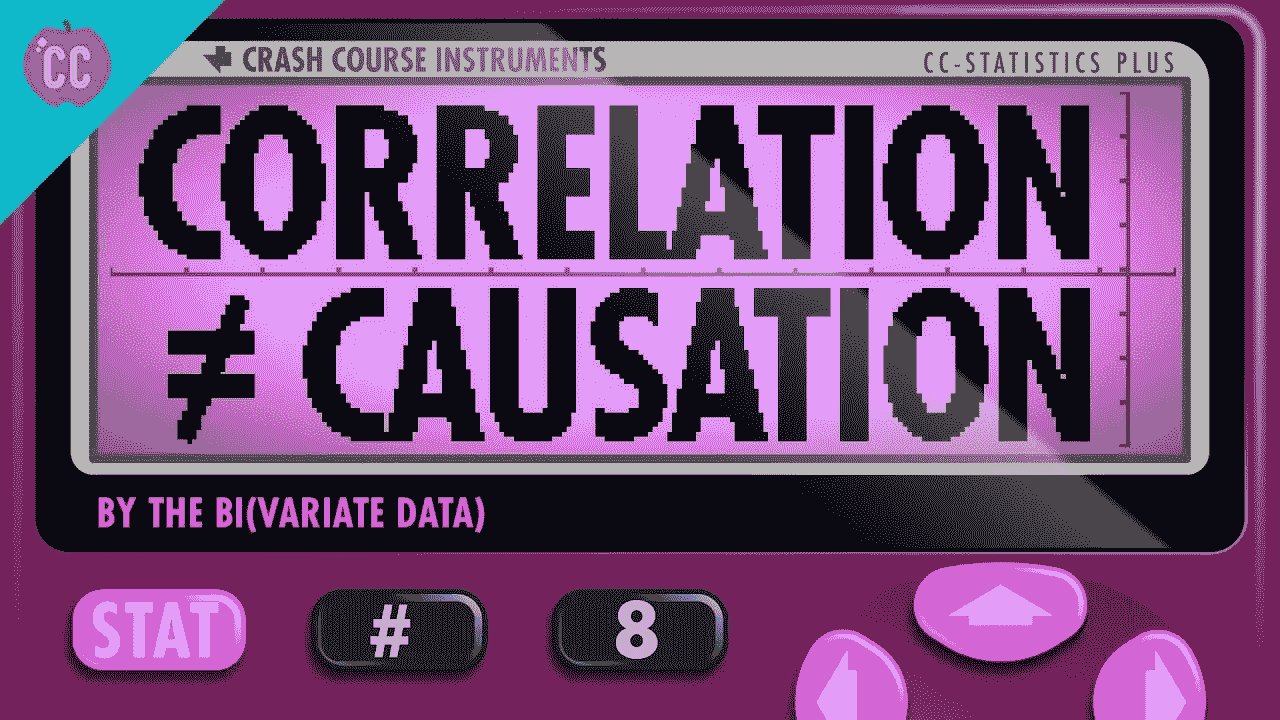 CC
CRASH COURSE INSTRUMENTS
CC-STATISTICS PLUS
CORRELATION
≠ CAUSATION
BY THE BI(VARIATE DATA)
STAT
#
8